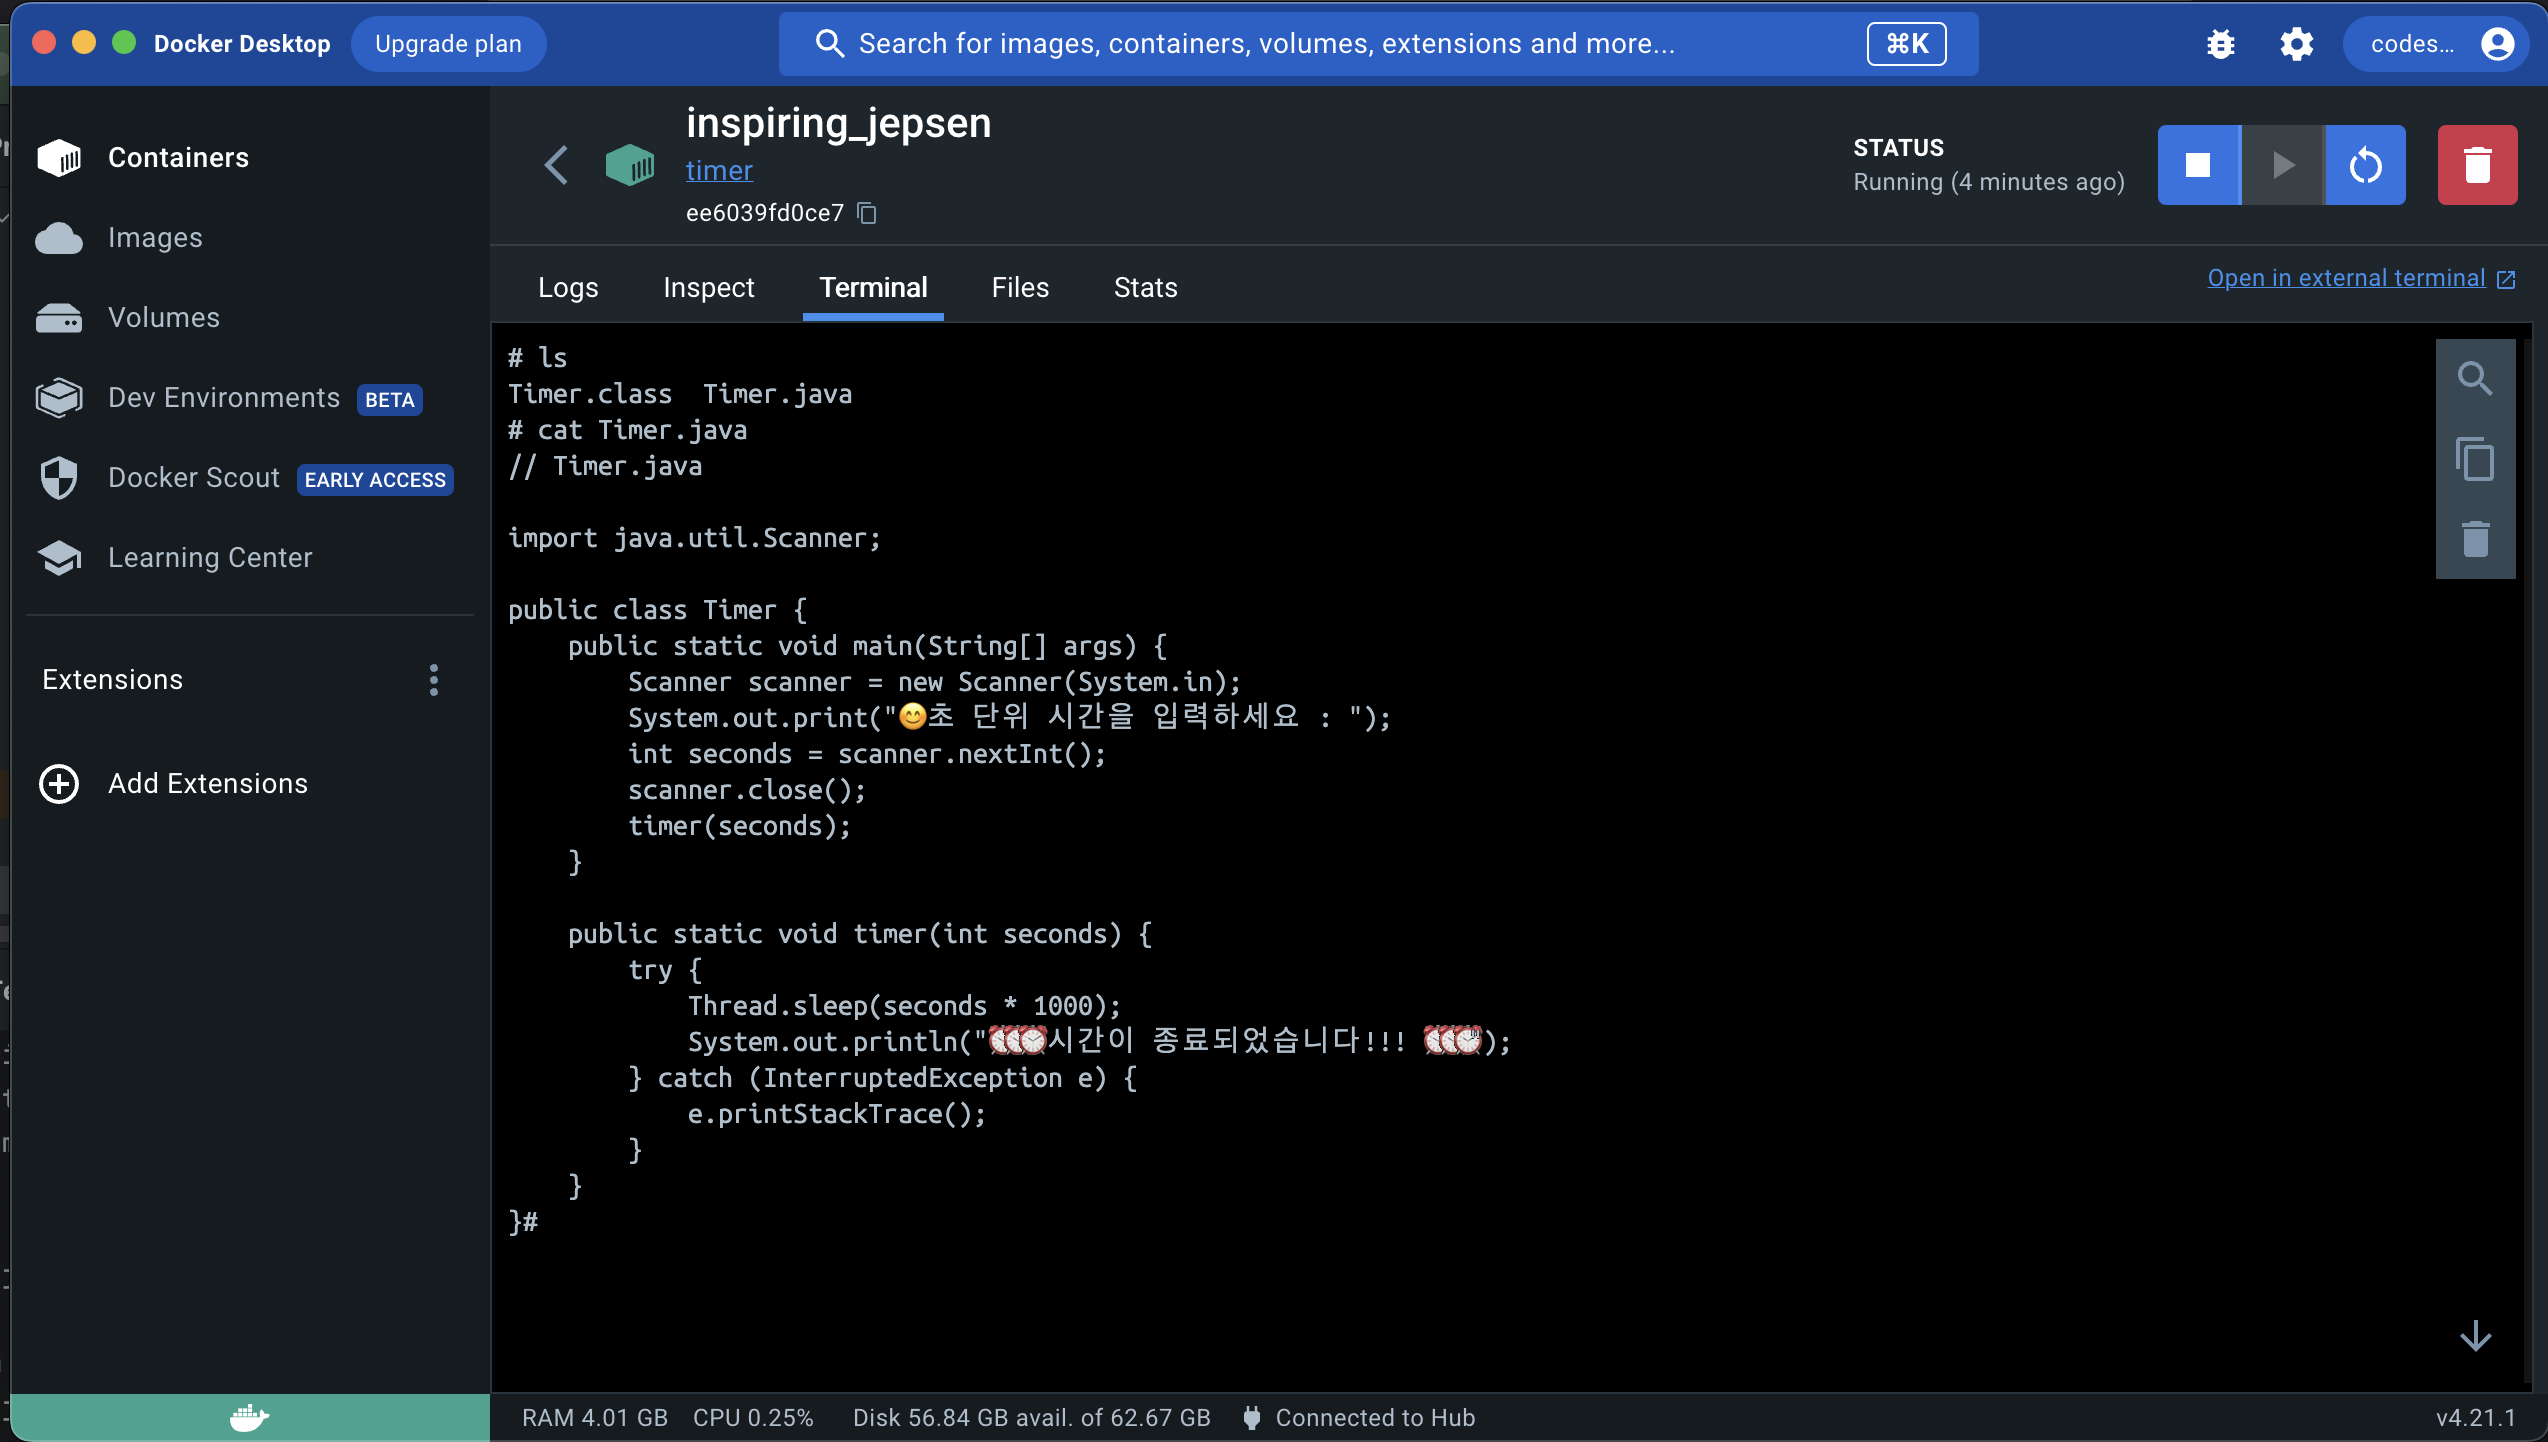 Docker Desktop
Upgrade plan
Search for images, containers, volumes, extensions and more...
⌘K
codes...
Containers
Images
Volumes
Dev Environments BETA
Docker Scout EARLY ACCESS
Learning Center
Extensions
Add Extensions
inspiring_jepsen
timer
ee6039fd0ce7
STATUS
Running (4 minutes ago)
Logs Inspect Terminal Files Stats
Open in external terminal
# ls
Timer.class  Timer.java
# cat Timer.java
// Timer.java
import java.util.Scanner;
public class Timer {
    public static void main(String[] args) {
        Scanner scanner = new Scanner(System.in);
        System.out.print("😊초 단위 시간을 입력하세요 : ");
        int seconds = scanner.nextInt();
        scanner.close();
        timer(seconds);
    }
    public static void timer(int seconds) {
        try {
            Thread.sleep(seconds * 1000);
            System.out.println("⏰⏰⏰시간이 종료되었습니다!!! ⏰⏰⏰");
        } catch (InterruptedException e) {
            e.printStackTrace();
        }
    }
}#
RAM 4.01 GB CPU 0.25% Disk 56.84 GB avail. of 62.67 GB Connected to Hub
v4.21.1